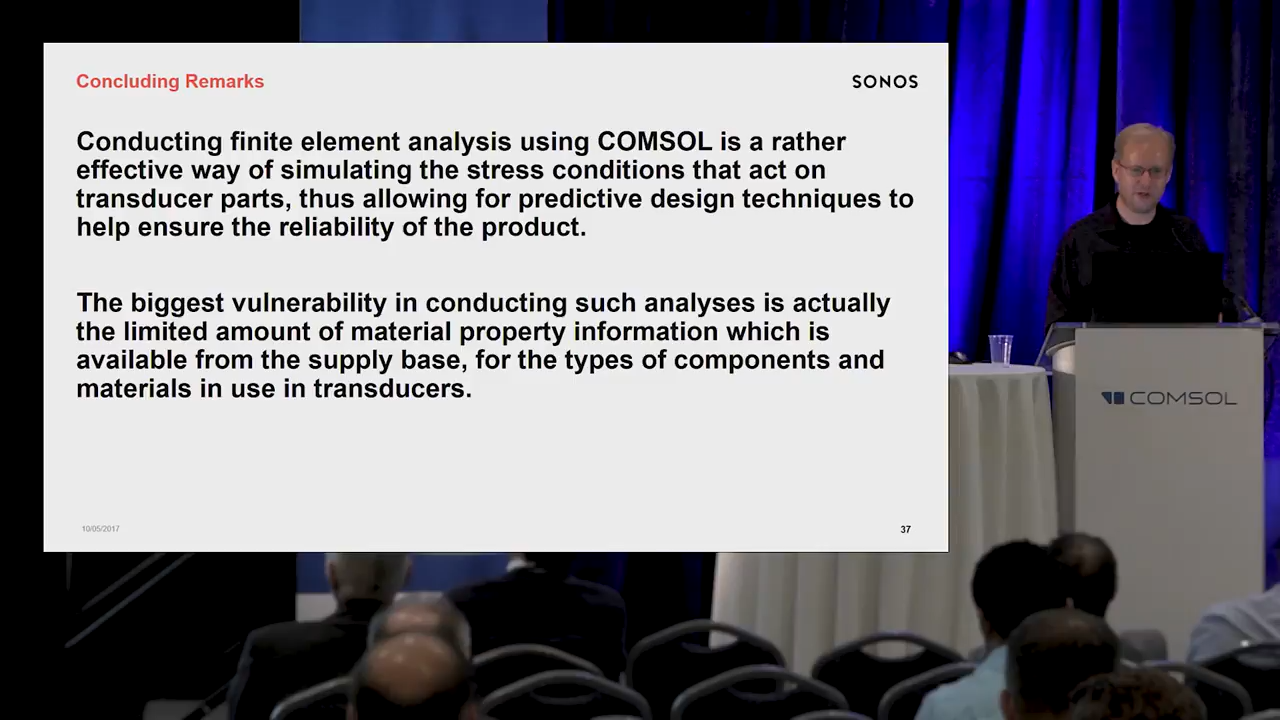 Concluding Remarks
SONOS
Conducting finite element analysis using COMSOL is a rather
effective way of simulating the stress conditions that act on
transducer parts, thus allowing for predictive design techniques to
help ensure the reliability of the product.
The biggest vulnerability in conducting such analyses is actually
the limited amount of material property information which is
available from the supply base, for the types of components and
materials in use in transducers.
10/05/2017
37
COMSOL